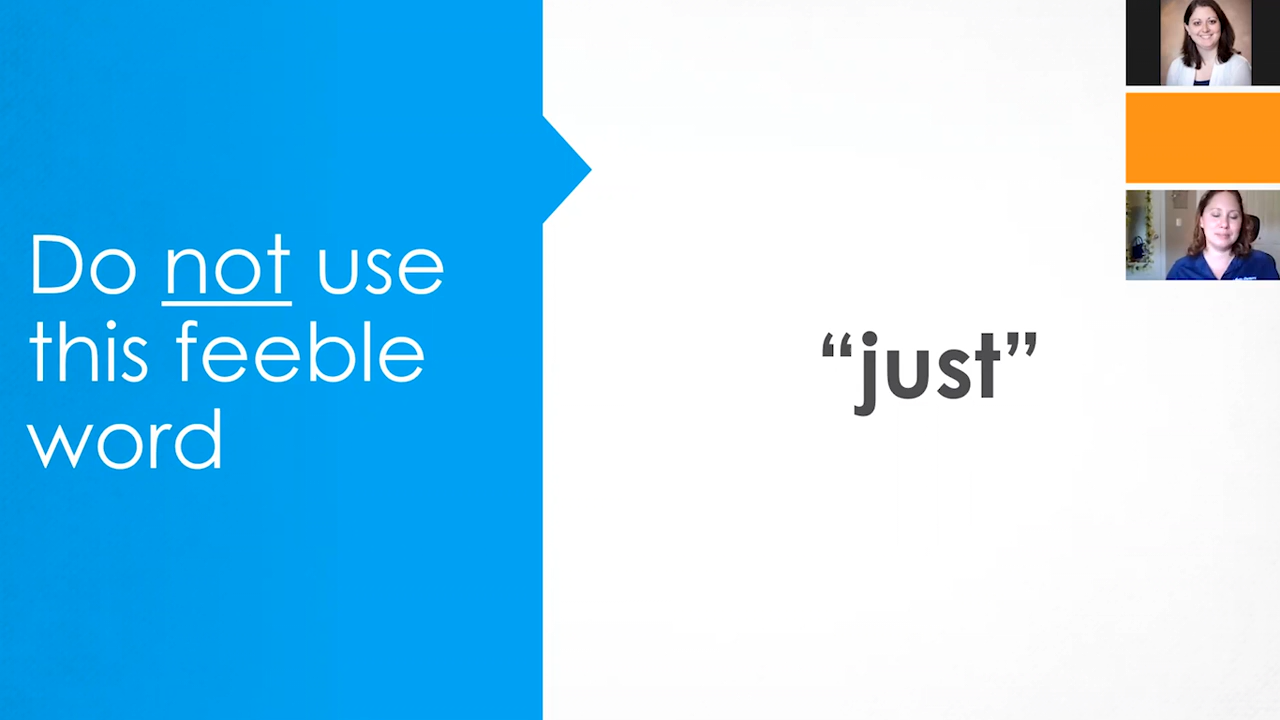 Do not use
this feeble
word
“just”